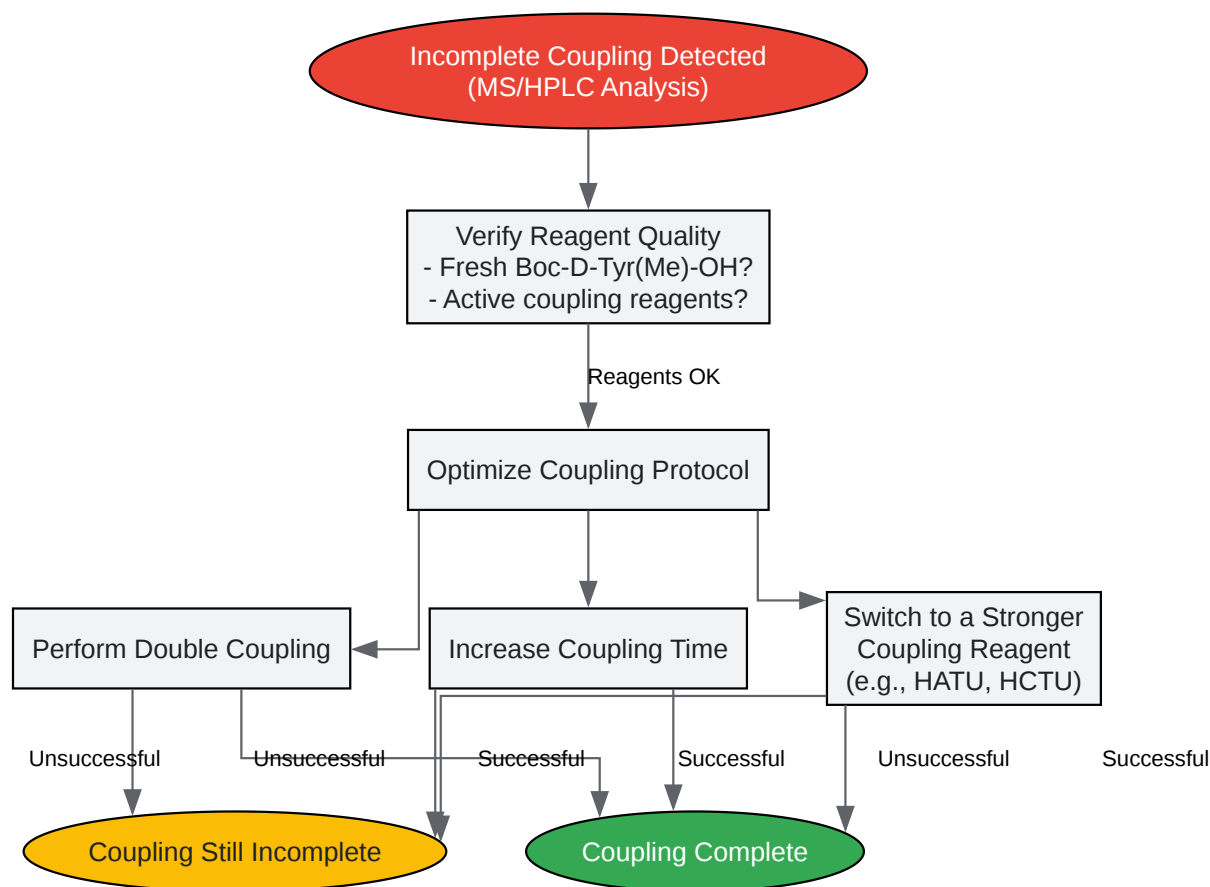 Incomplete Coupling Detected
(MS/HPLC Analysis)
Verify Reagent Quality
- Fresh Boc-D-Tyr(Me)-OH?
- Active coupling reagents?
Reagents OK
Optimize Coupling Protocol
Perform Double Coupling
Increase Coupling Time
Switch to a Stronger
Coupling Reagent
(e.g., HATU, HCTU)
Unsuccessful
Unsuccessful
Successful
Successful
Unsuccessful
Successful
Coupling Still Incomplete
Coupling Complete